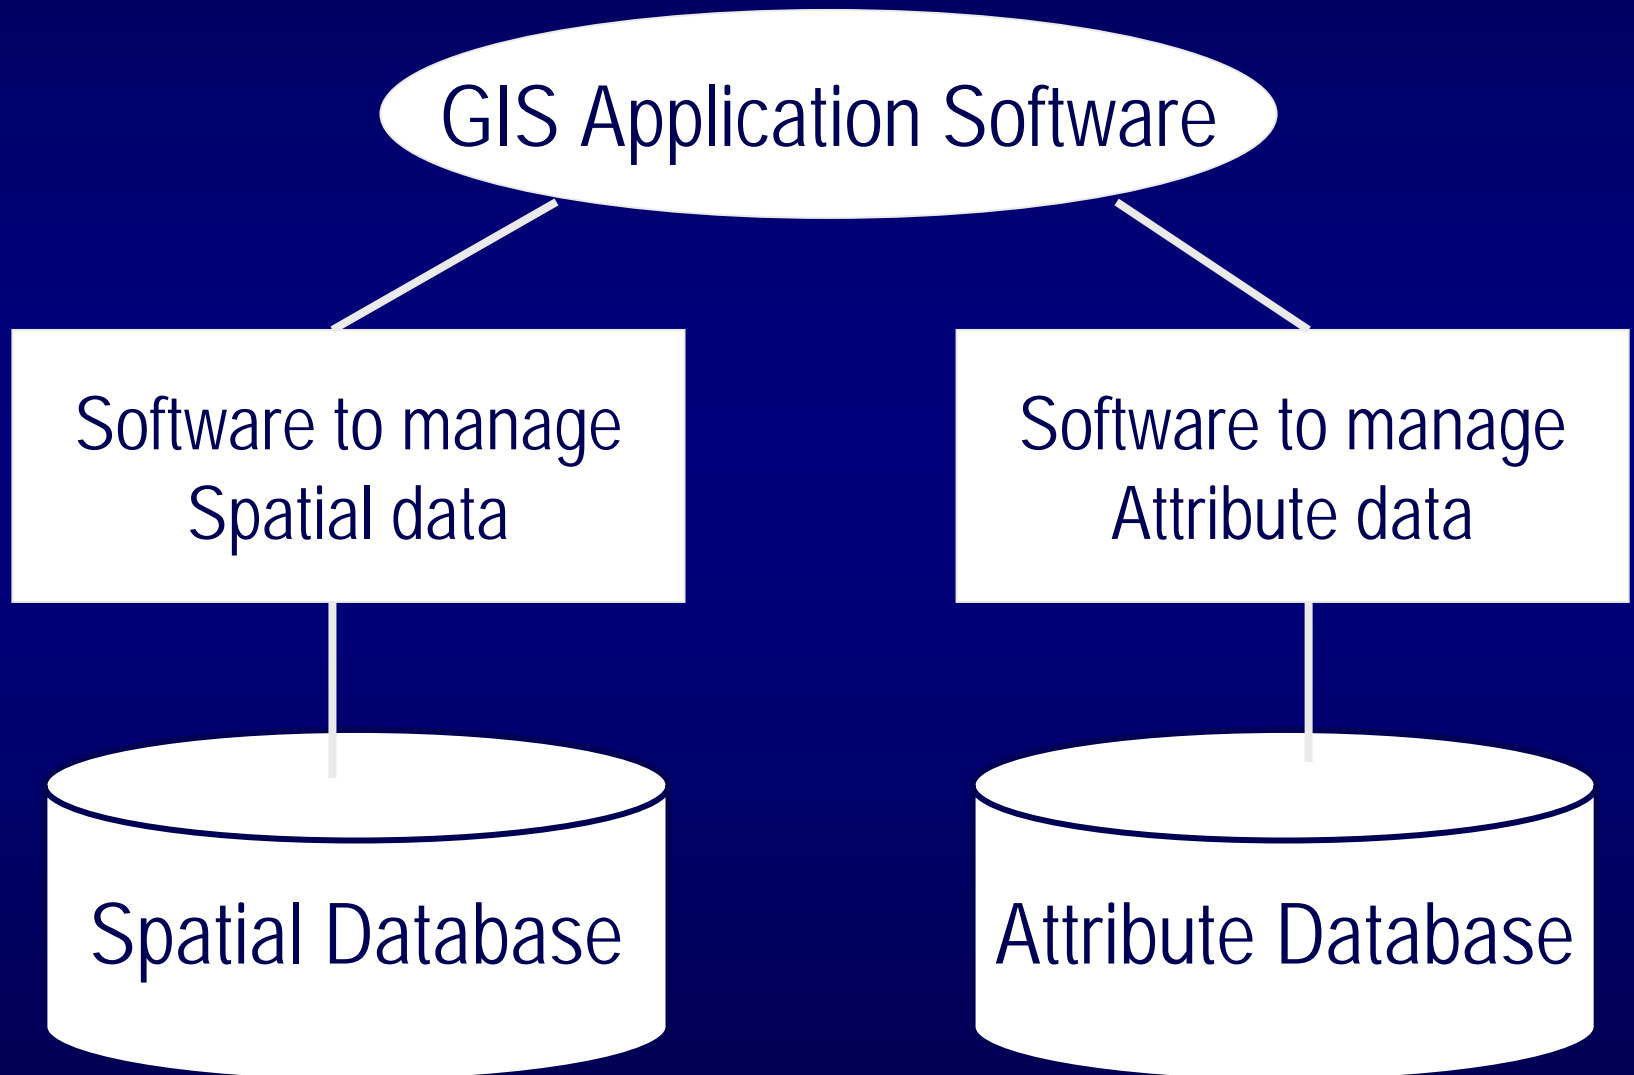 GIS Application Software
Software to manage
Spatial data
Software to manage
Attribute data
Spatial Database
Attribute Database